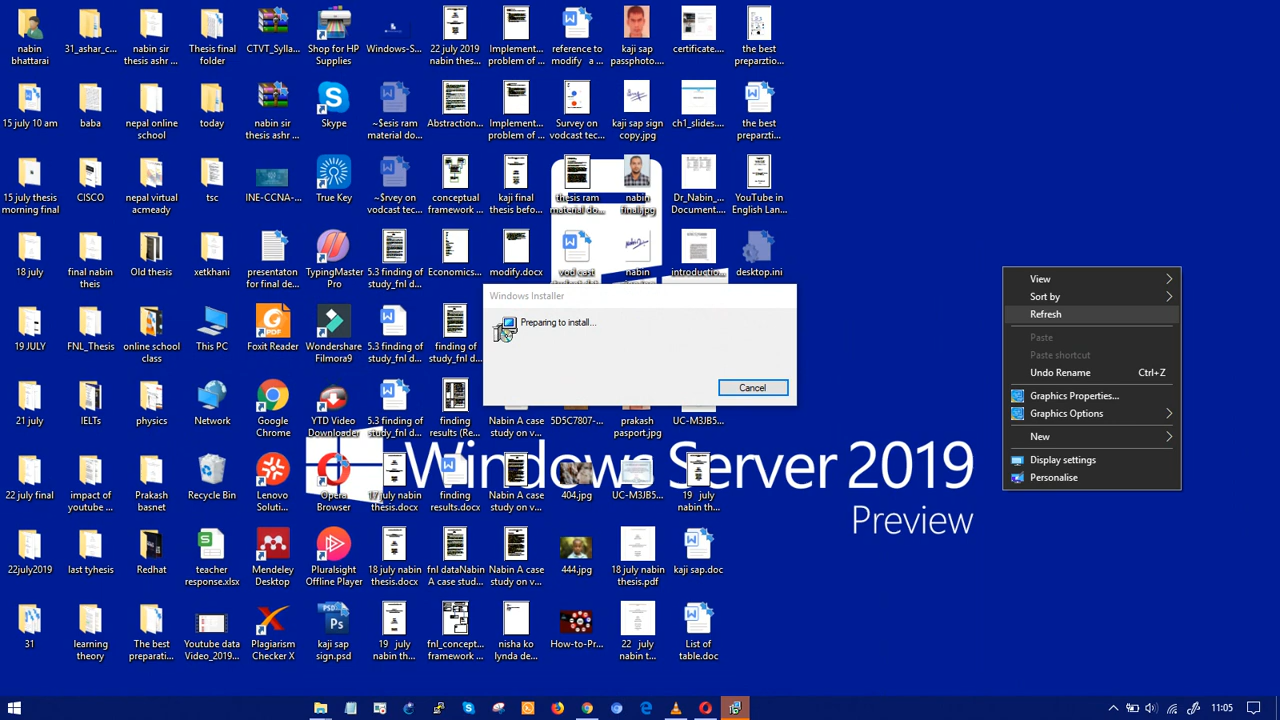 nabin
bhattarai
31_ashar_c...
nabin sir
thesis ashr ...
Thesis final
folder
CTVT_Sylla...
Shop for HP
Supplies
Windows-S...
22 july 2019
nabin thes...
Implement...
problem of ...
reference to
modify a ...
kaji sap
passphoto....
certificate....
the best
preparztio...
15 july 10 am
baba
nepal online
school
today
nabin sir
thesis ashr ...
Skype
~$esis ram
material do...
Abstraction...
Implement...
problem of ...
Survey on
vodcast tec...
kaji sap sign
copy.jpg
ch1_slides....
the best
preparzti...
15 july thesis
morning final
CISCO
nepal virtual
ready
tsc
INE-CCNA-...
True Key
~$rvey on
vodcast tec...
conceptual
framework ...
kaji final
thesis befo...
thesis ram
material do...
nabin
final.jpg
Dr_Nabin_...
Document....
YouTube in
English Lan...
18 july
final nabin
theis
Old thesis
xetkham
presentaton
for final def...
TypingMaster
Pro
5.3 finding of
study_fnl d...
Economics...
modify.docx
vod cast
nabin
introductio...
desktop.ini
19 JULY
FNL_Thesis
online school
class
This PC
Foxit Reader
Wondershare
Filmora9
5.3 finding of
study_fnl d...
finding of
study_fnl d...
21 july
IELTs
physics
Network
Google
Chrome
YTD Video
Downloader
5.3 finding of
study_fnl d...
finding
results (Re...
Nabin A case
study on v...
5D5C7807-...
prakash
pasport.jpg
UC-M3JB5...
22 july final
impact of
youtube ...
Prakash
basnet
Recycle Bin
Lenovo
Soluti...
Opera
Browser
17 july nabin
thesis.docx
finding
results.docx
Nabin A case
study on v...
404.jpg
UC-M3JB5...
19 july
nabin th...
22july2019
last tyhesis
Redhat
teacher
response.xlsx
Mendeley
Desktop
Pluralsight
Offline Player
18 july nabin
thesis.docx
fnl dataNabin
A case stud...
Nabin A case
study on v...
444.jpg
18 july nabin
thesis.pdf
kaji sap.doc
31
learning
theory
The best
preparati...
Youtube data
Video_2019...
Plagiarism
Checker X
kaji sap
sign.psd
19 july
nabin th...
fnl_concept...
framework ...
nisha ko
lynda de...
How-to-Pr...
22 july
nabin t...
List of
table.doc
Windows Installer
Preparing to install...
Cancel
Windows Server 2019
Preview
View
Sort by
Refresh
Paste
Paste shortcut
Undo Rename Ctrl+Z
Graphics Properties...
Graphics Options
New
Display settings
Personalise
11:05